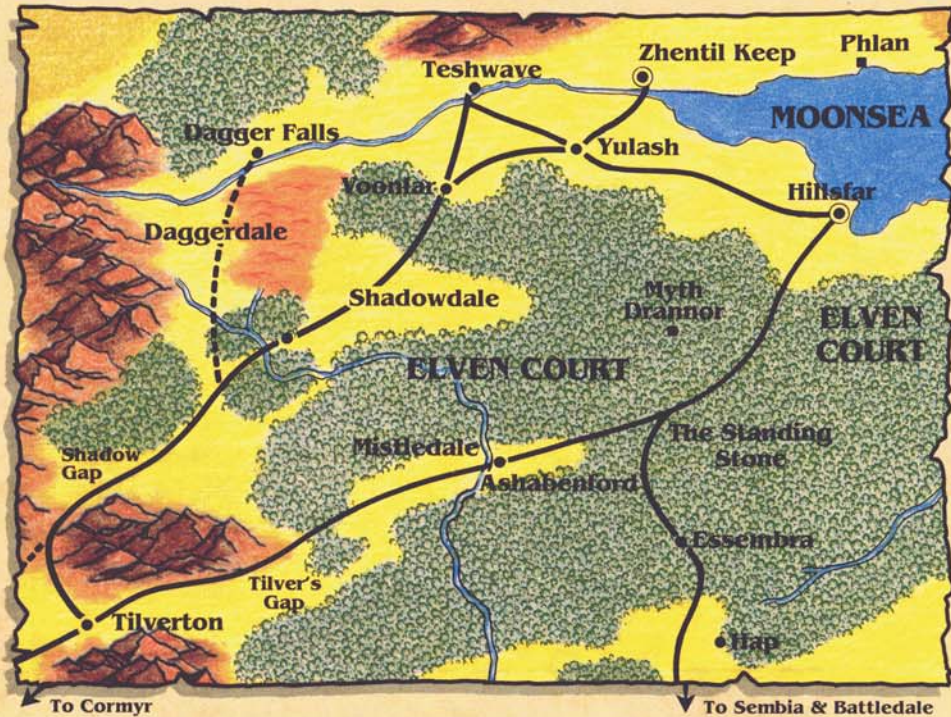 Zhentil Keep
Phlan
Teshwave
MOONSEA
Dagger Falls
Yulash
Voonlar
Hillsfar
Daggerdale
Shadowdale
Myth
Drannor
ELVEN
COURT
ELVEN COURT
Shadow
Gap
Mistledale
The Standing
Stone
Ashabenford
Essembra
Tilver's
Gap
Tilverton
Hap
To Cormyr
To Sembia & Battledale